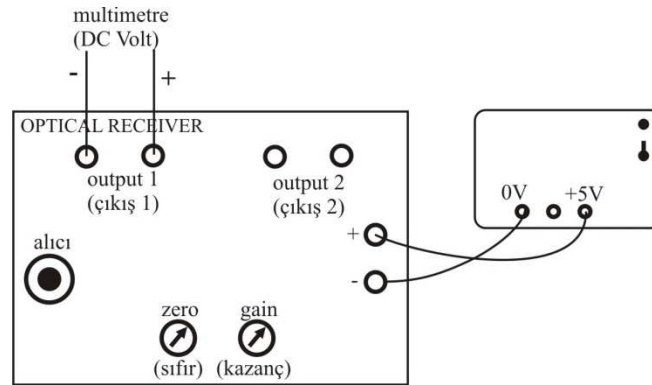 multimetre
(DC Volt)
- +
OPTICAL RECEIVER
output 1
(çıkış 1)
output 2
(çıkış 2)
0V +5V
+
-
alıcı
zero
(sıfır)
gain
(kazanç)